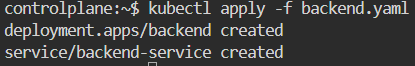 controlplane:~$ kubectl apply -f backend.yaml
deployment.apps/backend created
service/backend-service created